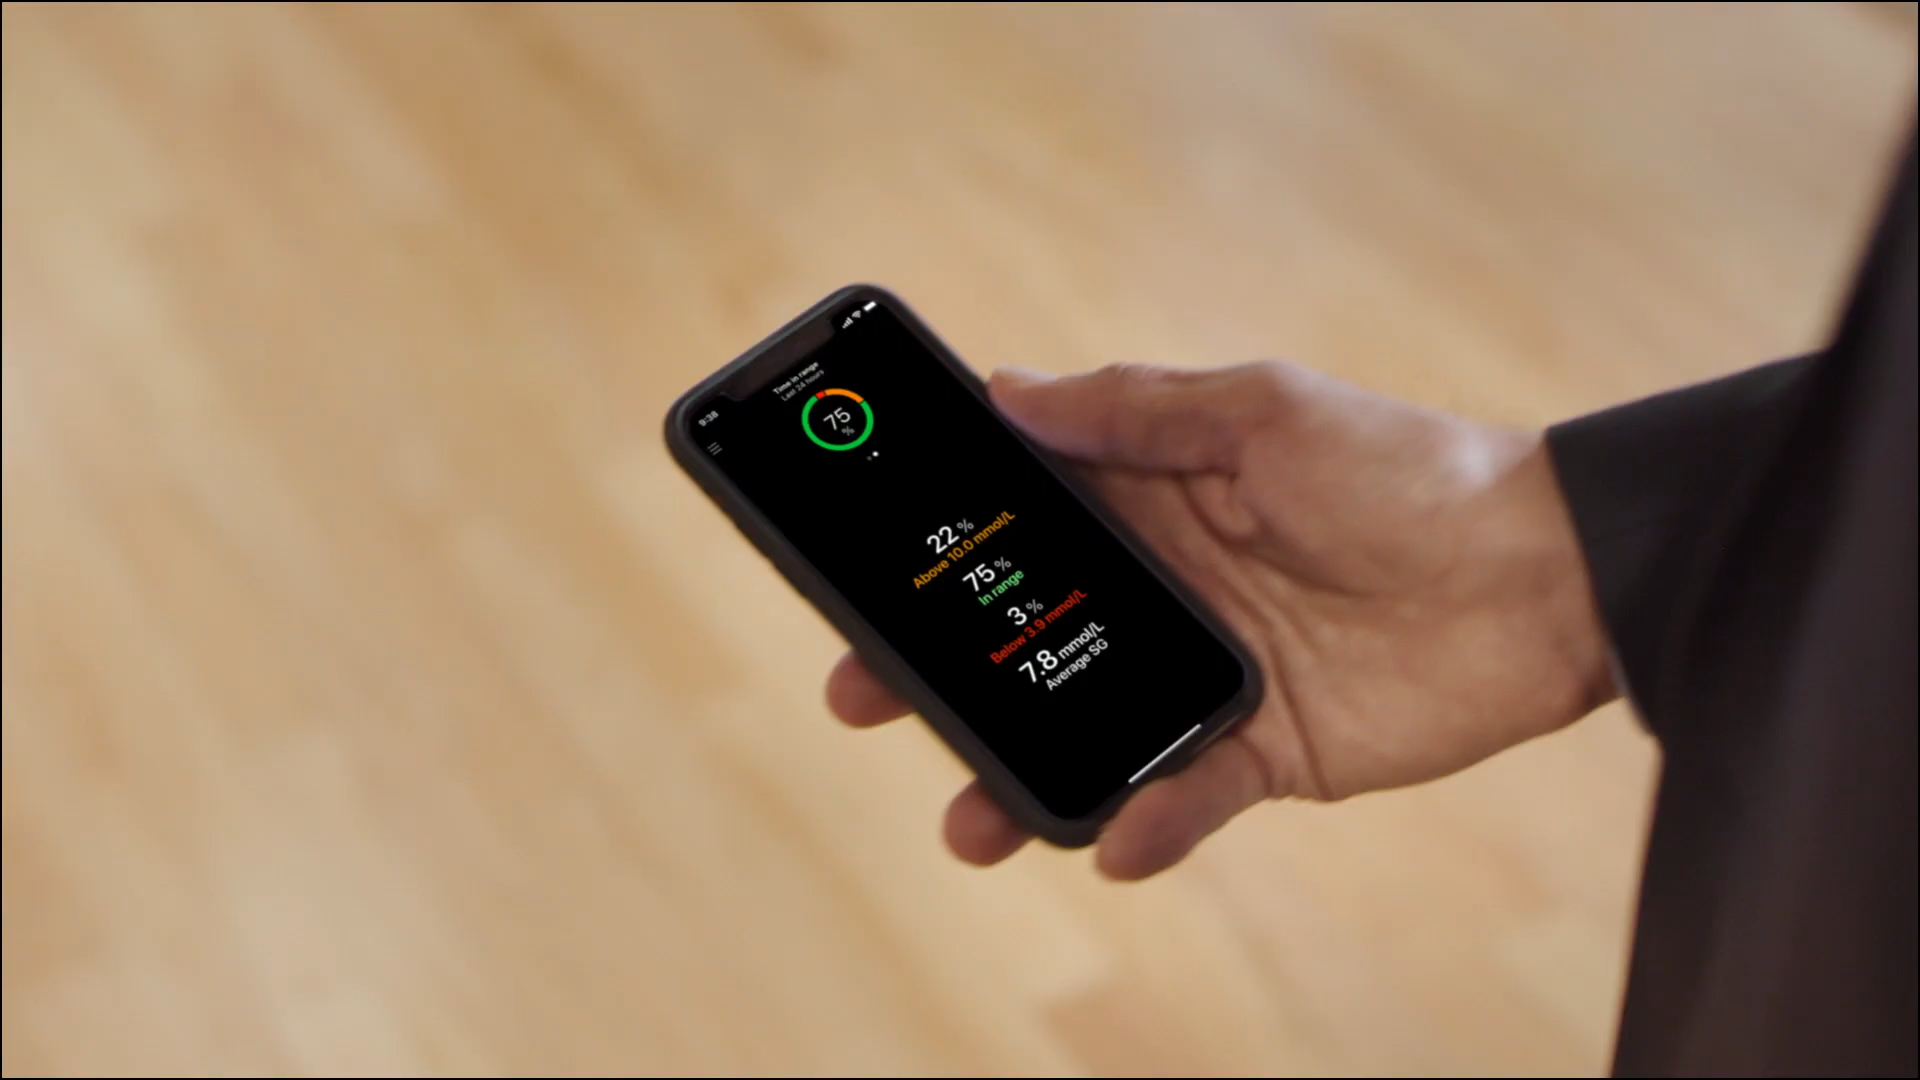 9:38
Time in range
Last 24 hours
75
%
22 %
Above 10.0 mmol/L
75 %
In range
3 %
Below 3.9 mmol/L
7.8 mmol/L
Average SG